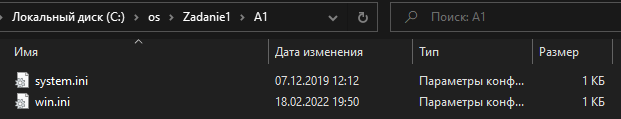 Локальный диск (C:) › os › Zadanie1 › A1 Поиск: A1
Имя Дата изменения Тип Размер
system.ini 07.12.2019 12:12 Параметры конф... 1 КБ
win.ini 18.02.2022 19:50 Параметры конф... 1 КБ